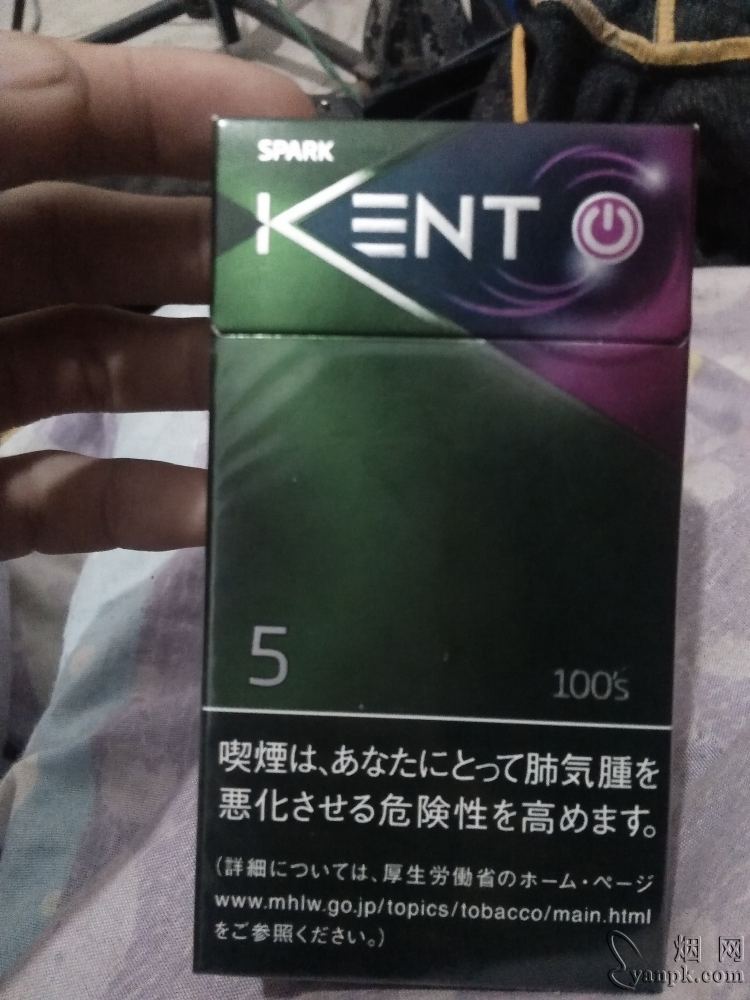 SPARK
KENT
5
100's
喫煙は、あなたにとって肺気腫を
悪化させる危険性を高めます。
(詳細については、厚生労働省のホーム・ページ
www.mhlw.go.jp/topics/tobacco/main.html
をご参照ください。)
烟网
yanpk.com